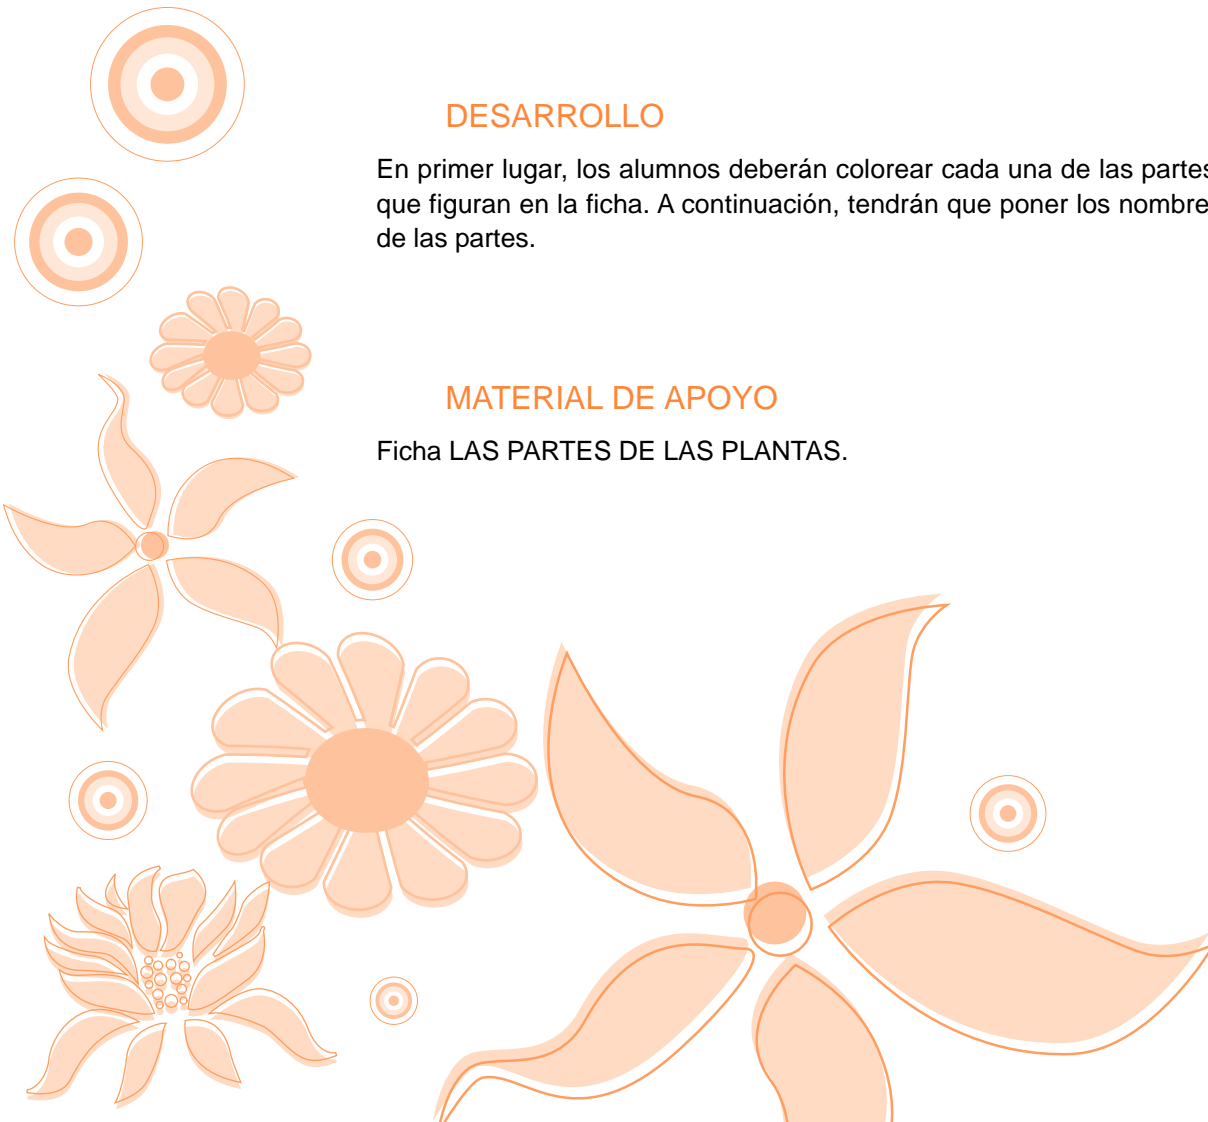 DESARROLLO
En primer lugar, los alumnos deberán colorear cada una de las partes
que figuran en la ficha. A continuación, tendrán que poner los nombre
de las partes.
MATERIAL DE APOYO
Ficha LAS PARTES DE LAS PLANTAS.